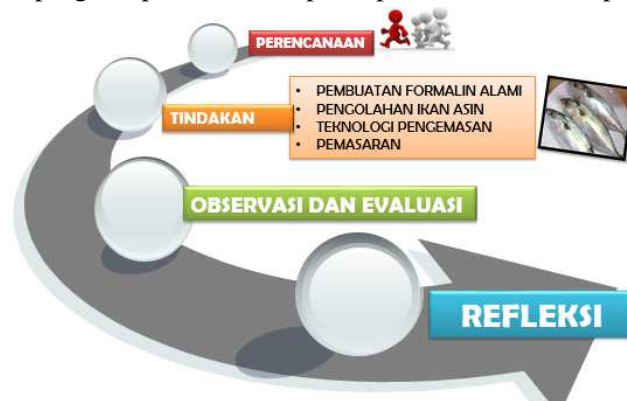 PERENCANAAN
TINDAKAN
• PEMBUATAN FORMALIN ALAMI
• PENGOLAHAN IKAN ASIN
• TEKNOLOGI PENGEMASAN
• PEMASARAN
OBSERVASI DAN EVALUASI
REFLEKSI